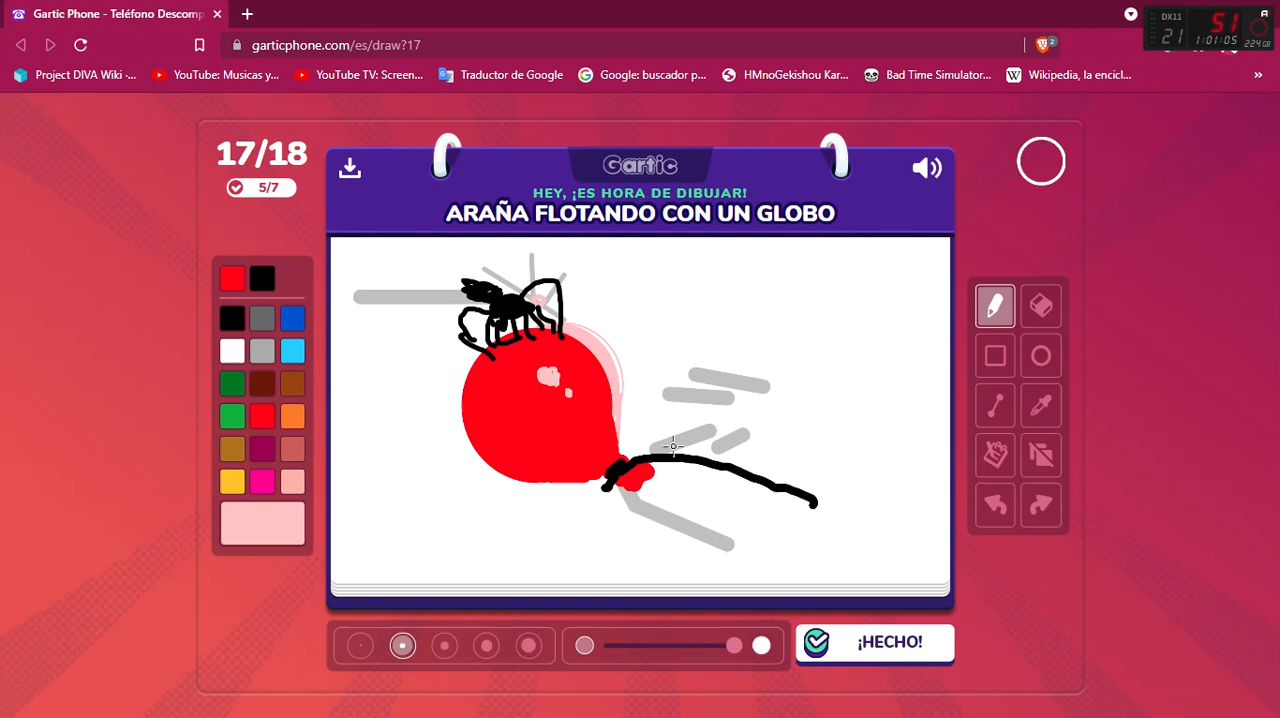 Gartic Phone - Teléfono Descomp
DX11
51
21
1:01:05
224 GB
garticphone.com/es/draw?17
2
Project DIVA Wiki -...
YouTube: Musicas y...
YouTube TV: Screen...
Traductor de Google
Google: buscador p...
HMnoGekishou Kar...
Bad Time Simulator...
Wikipedia, la encicl...
»
17/18
5/7
Gartic
HEY, ¡ES HORA DE DIBUJAR!
ARAÑA FLOTANDO CON UN GLOBO
¡HECHO!